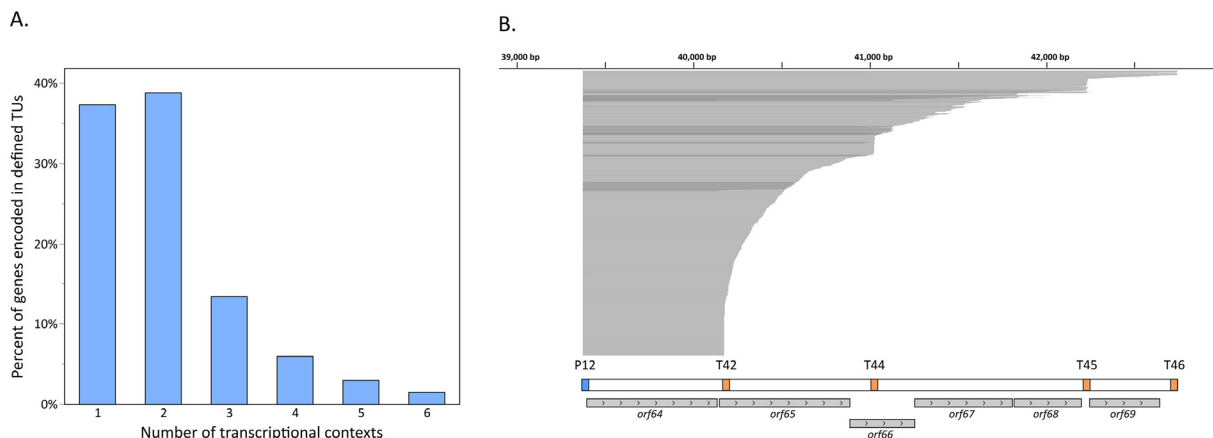 A.
Percent of genes encoded in defined TUs
40%
30%
20%
10%
0%
1 2 3 4 5 6
Number of transcriptional contexts
B.
39,000 bp 40,000 bp 41,000 bp 42,000 bp
P12 T42 T44 T45 T46
orf64 orf65 orf67 orf68 orf69
orf66